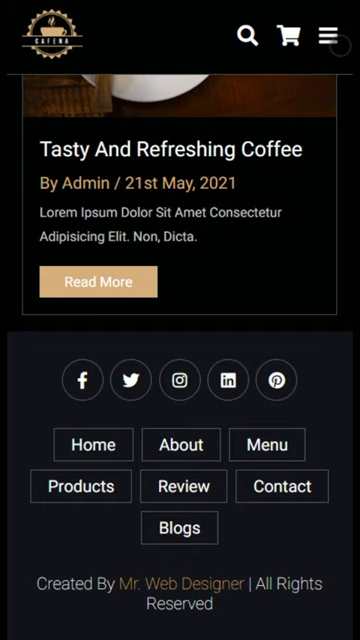 CAFENA
Tasty And Refreshing Coffee
By Admin / 21st May, 2021
Lorem Ipsum Dolor Sit Amet Consectetur
Adipisicing Elit. Non, Dicta.
Read More
Home About Menu
Products Review Contact
Blogs
Created By Mr. Web Designer | All Rights
Reserved